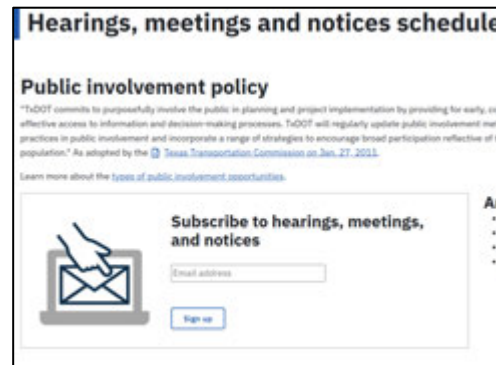 Hearings, meetings and notices schedule
Public involvement policy
"TxDOT commits to purposefully involve the public in planning and project implementation by providing for early,
effective access to information and decision-making processes. TxDOT will regularly update public involvement
practices in public involvement and incorporate a range of strategies to encourage broad participation reflective of
population." As adopted by the Texas Transportation Commission on Jan. 27, 2011.
Learn more about the types of public involvement opportunities.
Subscribe to hearings, meetings,
and notices
Email address
Sign up